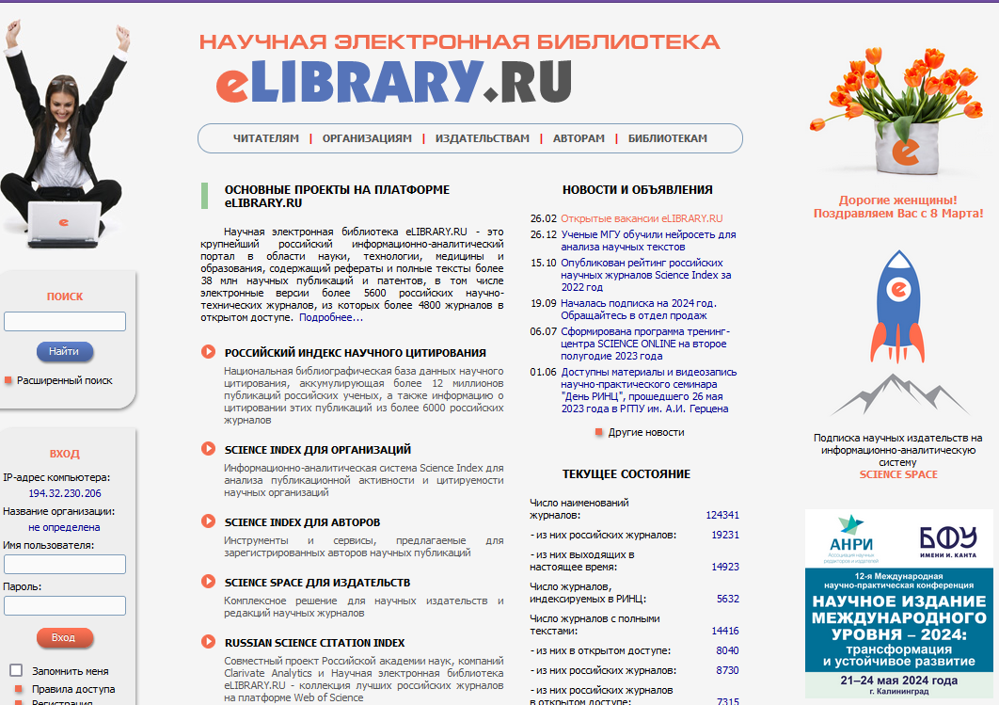 НАУЧНАЯ ЭЛЕКТРОННАЯ БИБЛИОТЕКА
eLIBRARY.RU
ЧИТАТЕЛЯМ | ОРГАНИЗАЦИЯМ | ИЗДАТЕЛЬСТВАМ | АВТОРАМ | БИБЛИОТЕКАМ
ПОИСК
Найти
Расширенный поиск
ВХОД
IP-адрес компьютера:
194.32.230.206
Название организации:
не определена
Имя пользователя:
Пароль:
Вход
Запомнить меня
Правила доступа
Регистрация
ОСНОВНЫЕ ПРОЕКТЫ НА ПЛАТФОРМЕ
eLIBRARY.RU
Научная электронная библиотека eLIBRARY.RU - это
крупнейший российский информационно-аналитический
портал в области науки, технологии, медицины и
образования, содержащий рефераты и полные тексты более
38 млн научных публикаций и патентов, в том числе
электронные версии более 5600 российских научно-
технических журналов, из которых более 4800 журналов в
открытом доступе. Подробнее...
РОССИЙСКИЙ ИНДЕКС НАУЧНОГО ЦИТИРОВАНИЯ
Национальная библиографическая база данных научного
цитирования, аккумулирующая более 12 миллионов
публикаций российских ученых, а также информацию о
цитировании этих публикаций из более 6000 российских
журналов
SCIENCE INDEX ДЛЯ ОРГАНИЗАЦИЙ
Информационно-аналитическая система Science Index для
анализа публикационной активности и цитируемости
научных организаций
SCIENCE INDEX ДЛЯ АВТОРОВ
Инструменты и сервисы, предлагаемые для
зарегистрированных авторов научных публикаций
SCIENCE SPACE ДЛЯ ИЗДАТЕЛЬСТВ
Комплексное решение для научных издательств и
редакций научных журналов
RUSSIAN SCIENCE CITATION INDEX
Совместный проект Российской академии наук, компаний
Clarivate Analytics и Научная электронная библиотека
eLIBRARY.RU - коллекция лучших российских журналов
на платформе Web of Science
НОВОСТИ И ОБЪЯВЛЕНИЯ
26.02 Открытые вакансии eLIBRARY.RU
26.12 Ученые МГУ обучили нейросеть для
анализа научных текстов
15.10 Опубликован рейтинг российских
научных журналов Science Index за
2022 год
19.09 Началась подписка на 2024 год.
Обращайтесь в отдел продаж
06.07 Сформирована программа тренинг-
центра SCIENCE ONLINE на второе
полугодие 2023 года
01.06 Доступны материалы и видеозапись
научно-практического семинара
"День РИНЦ", прошедшего 26 мая
2023 года в РГПУ им. А.И. Герцена
Другие новости
ТЕКУЩЕЕ СОСТОЯНИЕ
Число наименований
журналов: 124341
- из них российских журналов: 19231
- из них выходящих в
настоящее время: 14923
Число журналов,
индексируемых в РИНЦ: 5632
Число журналов с полными
текстами: 14416
- из них в открытом доступе: 8040
- из них российских журналов: 8730
- из них российских журналов
в открытом доступе: 7315
e
e
Дорогие женщины!
Поздравляем Вас с 8 Марта!
e
Подписка научных издательств на
информационно-аналитическую
систему
SCIENCE SPACE
АНРИ
Ассоциация научных
редакторов и издателей
БФУ
ИМЕНИ И. КАНТА
12-я Международная
научно-практическая конференция
НАУЧНОЕ ИЗДАНИЕ
МЕЖДУНАРОДНОГО
УРОВНЯ – 2024:
трансформация
и устойчивое развитие
21–24 мая 2024 года
г. Калининград